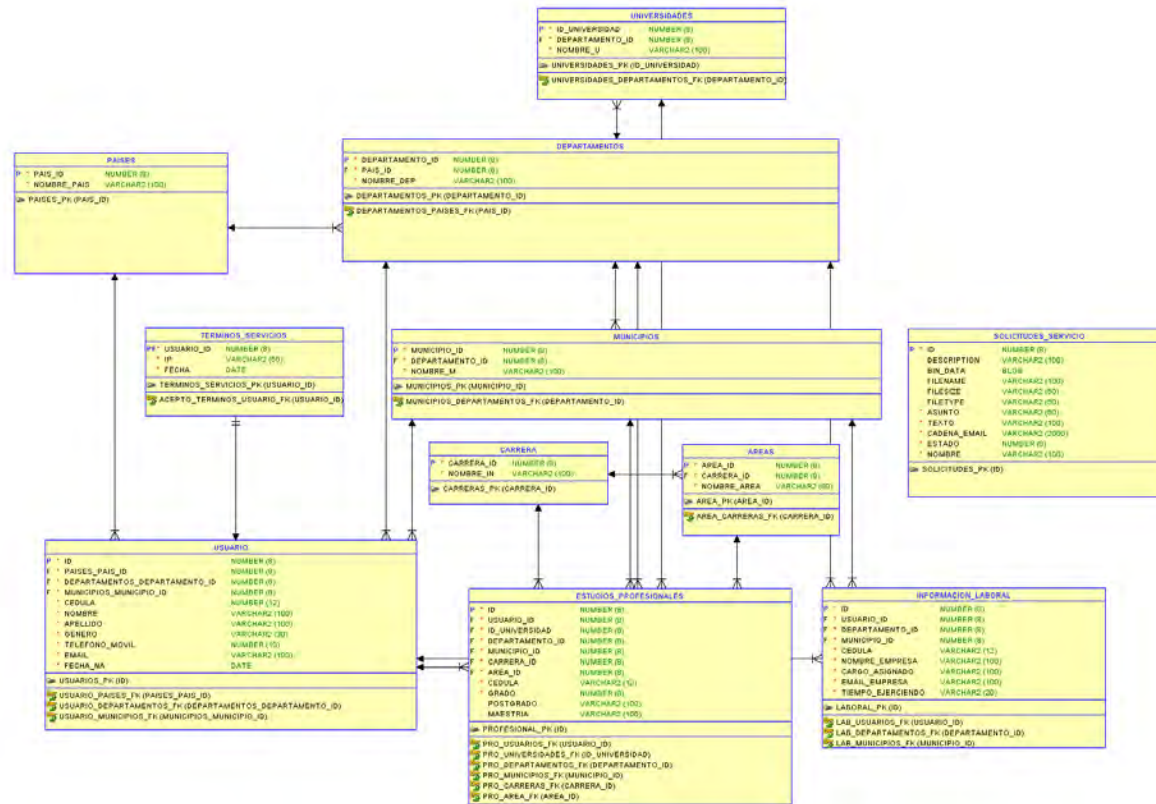 UNIVERSIDADES
P * ID_UNIVERSIDAD NUMBER (8)
F * DEPARTAMENTO_ID NUMBER (8)
* NOMBRE_U VARCHAR2 (100)
UNIVERSIDADES_PK (ID_UNIVERSIDAD)
UNIVERSIDADES_DEPARTAMENTOS_FK (DEPARTAMENTO_ID)
PAISES
P * PAIS_ID NUMBER (8)
* NOMBRE_PAIS VARCHAR2 (100)
PAISES_PK (PAIS_ID)
DEPARTAMENTOS
P * DEPARTAMENTO_ID NUMBER (8)
F * PAIS_ID NUMBER (8)
* NOMBRE_DEP VARCHAR2 (100)
DEPARTAMENTOS_PK (DEPARTAMENTO_ID)
DEPARTAMENTOS_PAISES_FK (PAIS_ID)
TERMINOS_SERVICIOS
PF * USUARIO_ID NUMBER (8)
* IP VARCHAR2 (50)
* FECHA DATE
TERMINOS_SERVICIOS_PK (USUARIO_ID)
ACEPTO_TERMINOS_USUARIO_FK (USUARIO_ID)
MUNICIPIOS
P * MUNICIPIO_ID NUMBER (8)
F * DEPARTAMENTO_ID NUMBER (8)
* NOMBRE_M VARCHAR2 (100)
MUNICIPIOS_PK (MUNICIPIO_ID)
MUNICIPIOS_DEPARTAMENTOS_FK (DEPARTAMENTO_ID)
SOLICITUDES_SERVICIO
P * ID NUMBER (8)
DESCRIPTION VARCHAR2 (100)
BIN_DATA BLOB
FILENAME VARCHAR2 (100)
FILESIZE VARCHAR2 (50)
FILETYPE VARCHAR2 (50)
* ASUNTO VARCHAR2 (50)
* TEXTO VARCHAR2 (100)
* CADENA_EMAIL VARCHAR2 (2000)
* ESTADO NUMBER
* NOMBRE VARCHAR2 (100)
SOLICITUDES_PK (ID)
CARRERA
P * CARRERA_ID NUMBER (8)
* NOMBRE_IN VARCHAR2 (100)
CARRERAS_PK (CARRERA_ID)
AREAS
P * AREA_ID NUMBER (8)
F * CARRERA_ID NUMBER (8)
* NOMBRE_AREA VARCHAR2
AREA_PK (AREA_ID)
AREA_CARRERAS_FK (CARRERA_ID)
USUARIO
P * ID NUMBER (8)
F * PAISES_PAIS_ID NUMBER (8)
F * DEPARTAMENTOS_DEPARTAMENTO_ID NUMBER (8)
F * MUNICIPIOS_MUNICIPIO_ID NUMBER (8)
* CEDULA NUMBER (12)
* NOMBRE VARCHAR2 (100)
* APELLIDO VARCHAR2 (100)
* GENERO VARCHAR2
* TELEFONO_MOVIL NUMBER
* EMAIL VARCHAR2 (100)
* FECHA_NA DATE
USUARIOS_PK (ID)
USUARIO_PAISES_FK (PAISES_PAIS_ID)
USUARIO_DEPARTAMENTOS_FK (DEPARTAMENTOS_DEPARTAMENTO_ID)
USUARIO_MUNICIPIOS_FK (MUNICIPIOS_MUNICIPIO_ID)
ESTUDIOS_PROFESIONALES
P * ID NUMBER (8)
F * USUARIO_ID NUMBER (8)
F * ID_UNIVERSIDAD NUMBER (8)
F * DEPARTAMENTO_ID NUMBER (8)
F * MUNICIPIO_ID NUMBER (8)
F * CARRERA_ID NUMBER (8)
F * AREA_ID NUMBER (8)
* CEDULA VARCHAR2 (12)
* GRADO NUMBER
POSTGRADO VARCHAR2 (100)
MAESTRIA VARCHAR2 (100)
PROFESIONAL_PK (ID)
PRO_USUARIOS_FK (USUARIO_ID)
PRO_UNIVERSIDADES_FK (ID_UNIVERSIDAD)
PRO_DEPARTAMENTOS_FK (DEPARTAMENTO_ID)
PRO_MUNICIPIOS_FK (MUNICIPIO_ID)
PRO_CARRERAS_FK (CARRERA_ID)
PRO_AREA_FK (AREA_ID)
INFORMACION_LABORAL
P * ID NUMBER (8)
F * USUARIO_ID NUMBER (8)
F * DEPARTAMENTO_ID NUMBER (8)
F * MUNICIPIO_ID NUMBER (8)
* CEDULA VARCHAR2 (12)
* NOMBRE_EMPRESA VARCHAR2 (100)
* CARGO_ASIGNADO VARCHAR2 (100)
* EMAIL_EMPRESA VARCHAR2 (100)
* TIEMPO_EJERCIENDO VARCHAR2 (20)
LABORAL_PK (ID)
LAB_USUARIOS_FK (USUARIO_ID)
LAB_DEPARTAMENTOS_FK (DEPARTAMENTO_ID)
LAB_MUNICIPIOS_FK (MUNICIPIO_ID)